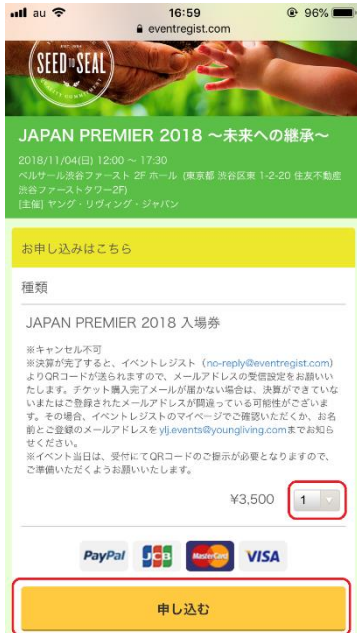 au 16:59 96%
eventregist.com
SEED TO SEAL
JAPAN PREMIER 2018 ～未来への継承～
2018/11/04(日) 12:00 ～ 17:30
ベルサール渋谷ファースト 2F ホール (東京都 渋谷区東 1-2-20 住友不動産
渋谷ファーストタワー2F)
[主催] ヤング・リヴィング・ジャパン
お申し込みはこちら
種類
JAPAN PREMIER 2018 入場券
※キャンセル不可
※決算が完了すると、イベントレジスト（no-reply@eventregist.com）
よりQRコードが送られますので、メールアドレスの受信設定をお願いい
たします。チケット購入完了メールが届かない場合は、決算ができていな
いまたはご登録されたメールアドレスが間違っている可能性がございま
す。その場合、イベントレジストのマイページでご確認いただくか、お名
前とご登録のメールアドレスを ylj.events@youngliving.comまでお知ら
せください。
※イベント当日は、受付にてQRコードのご提示が必要となりますので、
ご準備いただくようお願いいたします。
¥3,500 1
PayPal JCB MasterCard VISA
申し込む